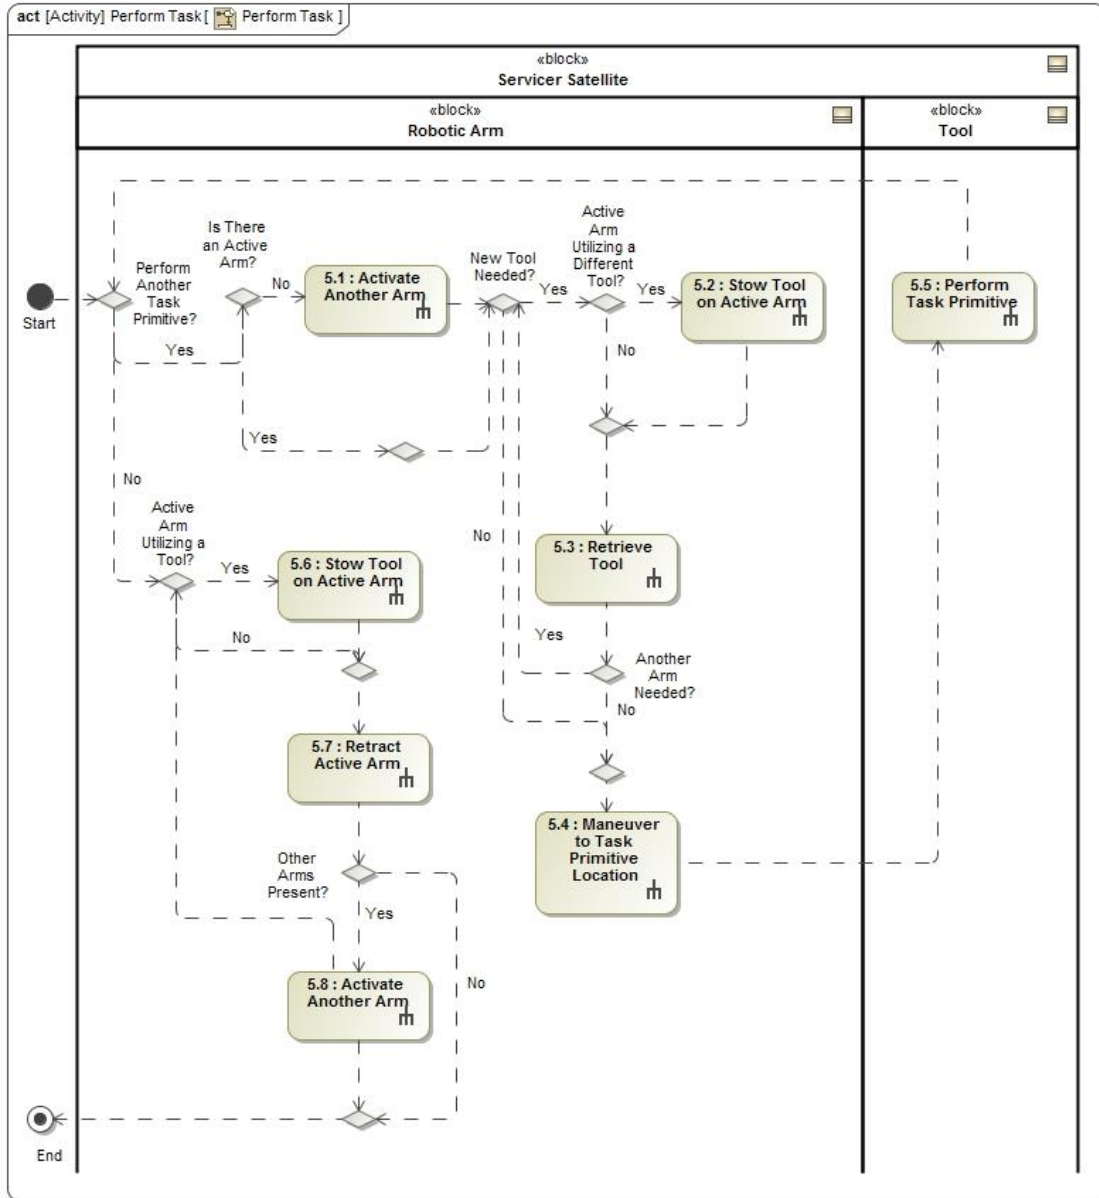 act [Activity] Perform Task [ Perform Task ]
«block»
Servicer Satellite
«block»
Robotic Arm
«block»
Tool
Start
Perform
Another
Task
Primitive?
Is There
an Active
Arm?
No
5.1 : Activate
Another Arm
New Tool
Needed?
Yes
Active
Arm
Utilizing a
Different
Tool?
Yes
5.2 : Stow Tool
on Active Arm
5.5 : Perform
Task Primitive
Yes
No
Yes
No
Active
Arm
Utilizing a
Tool?
Yes
5.6 : Stow Tool
on Active Arm
No
5.3 : Retrieve
Tool
No
Yes
Another
Arm
Needed?
No
5.7 : Retract
Active Arm
5.4 : Maneuver
to Task
Primitive
Location
Other
Arms
Present?
Yes
5.8 : Activate
Another Arm
No
End